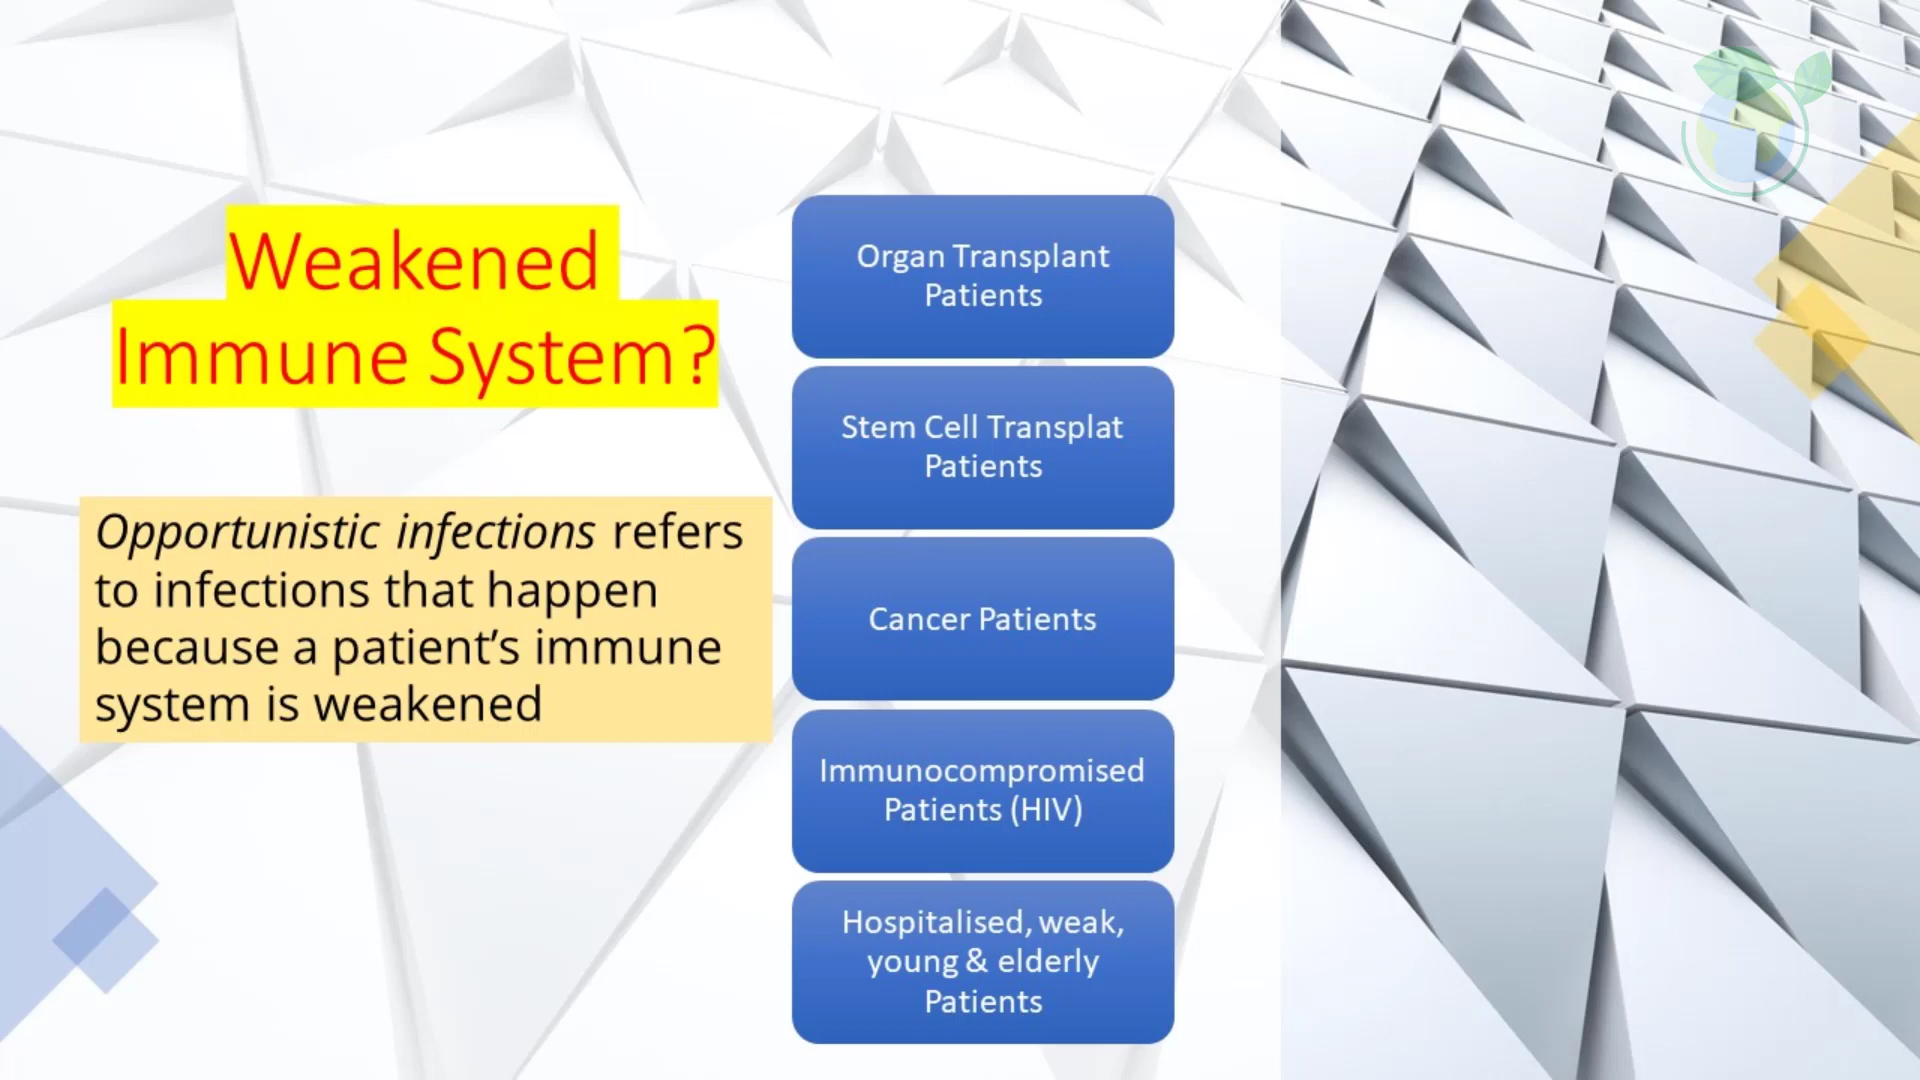 Weakened
Immune System?
Opportunistic infections refers
to infections that happen
because a patient's immune
system is weakened
Organ Transplant
Patients
Stem Cell Transplat
Patients
Cancer Patients
Immunocompromised
Patients (HIV)
Hospitalised, weak,
young & elderly
Patients